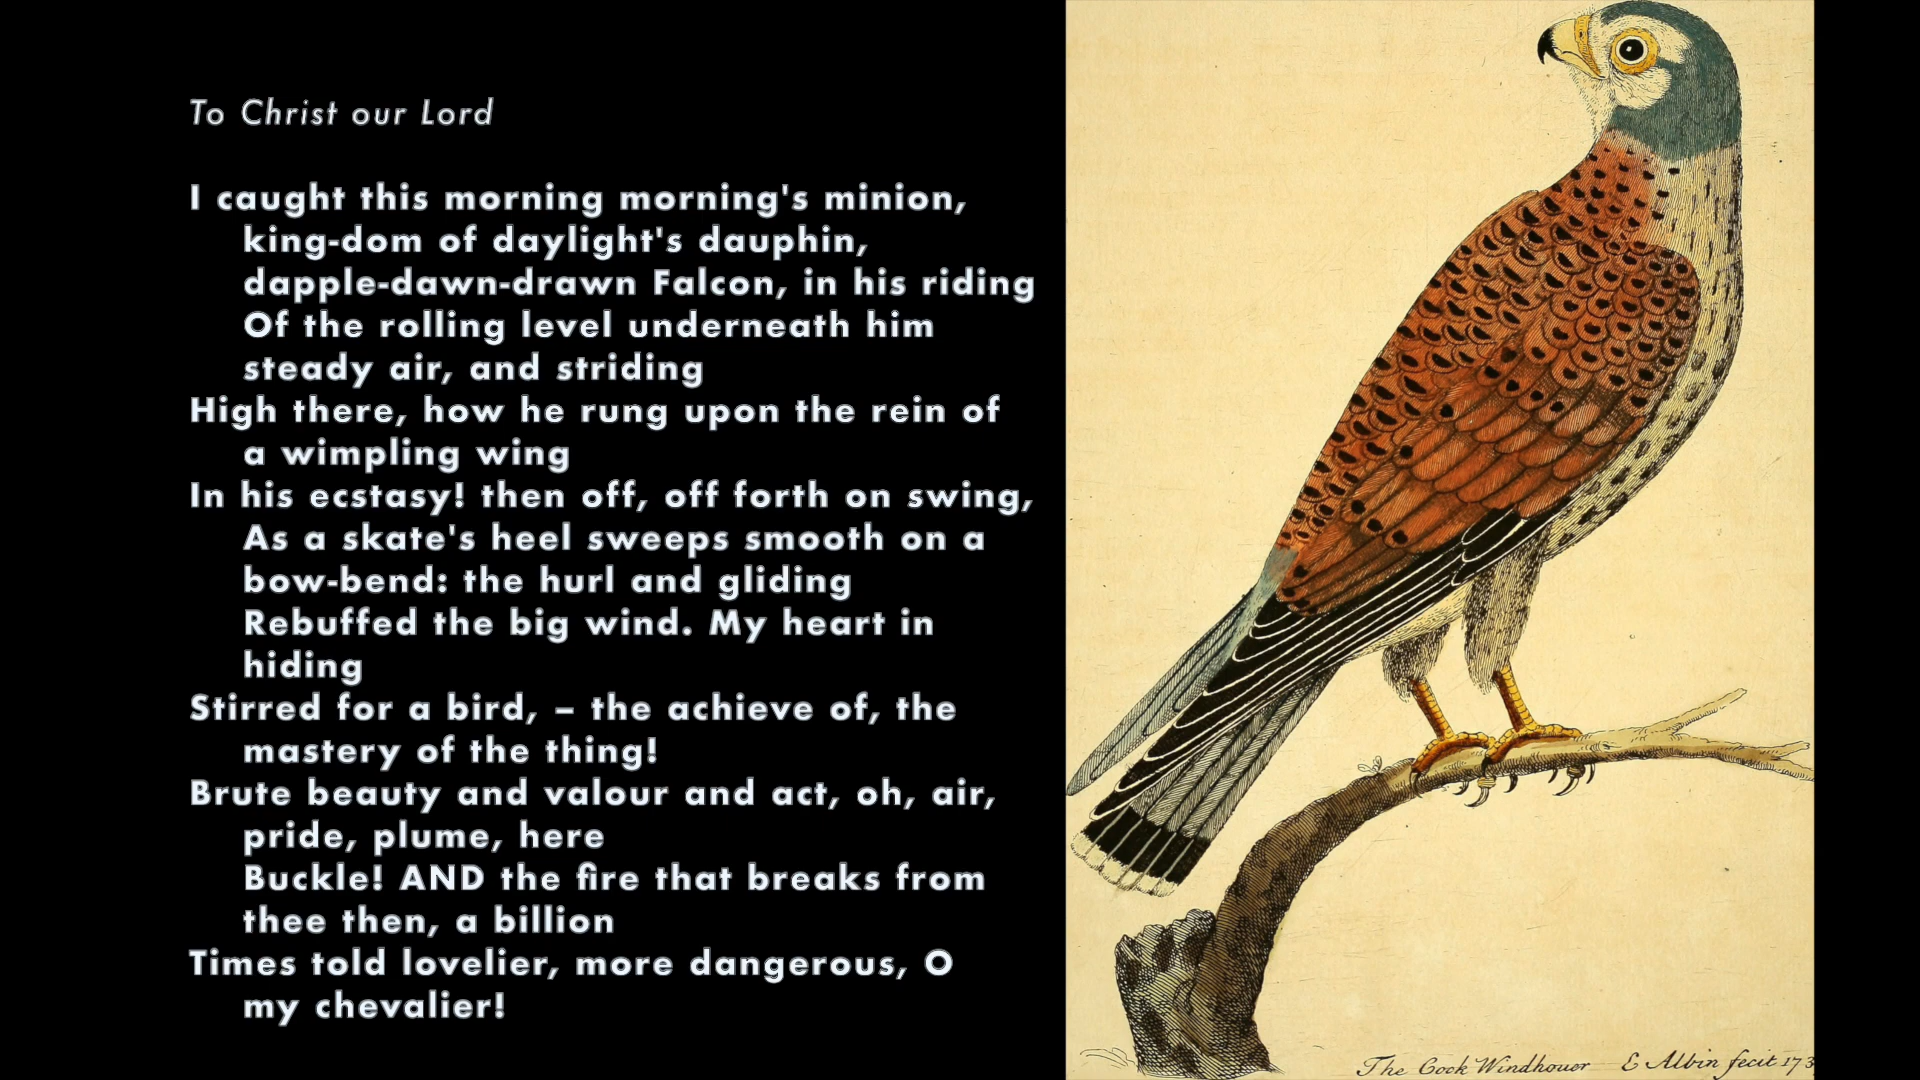 To Christ our Lord
I caught this morning morning's minion,
king-dom of daylight's dauphin,
dapple-dawn-drawn Falcon, in his riding
Of the rolling level underneath him
steady air, and striding
High there, how he rung upon the rein of
a wimpling wing
In his ecstasy! then off, off forth on swing,
As a skate's heel sweeps smooth on a
bow-bend: the hurl and gliding
Rebuffed the big wind. My heart in
hiding
Stirred for a bird, – the achieve of, the
mastery of the thing!
Brute beauty and valour and act, oh, air,
pride, plume, here
Buckle! AND the fire that breaks from
thee then, a billion
Times told lovelier, more dangerous, O
my chevalier!
The Cock Windhouer E Albin fecit 173